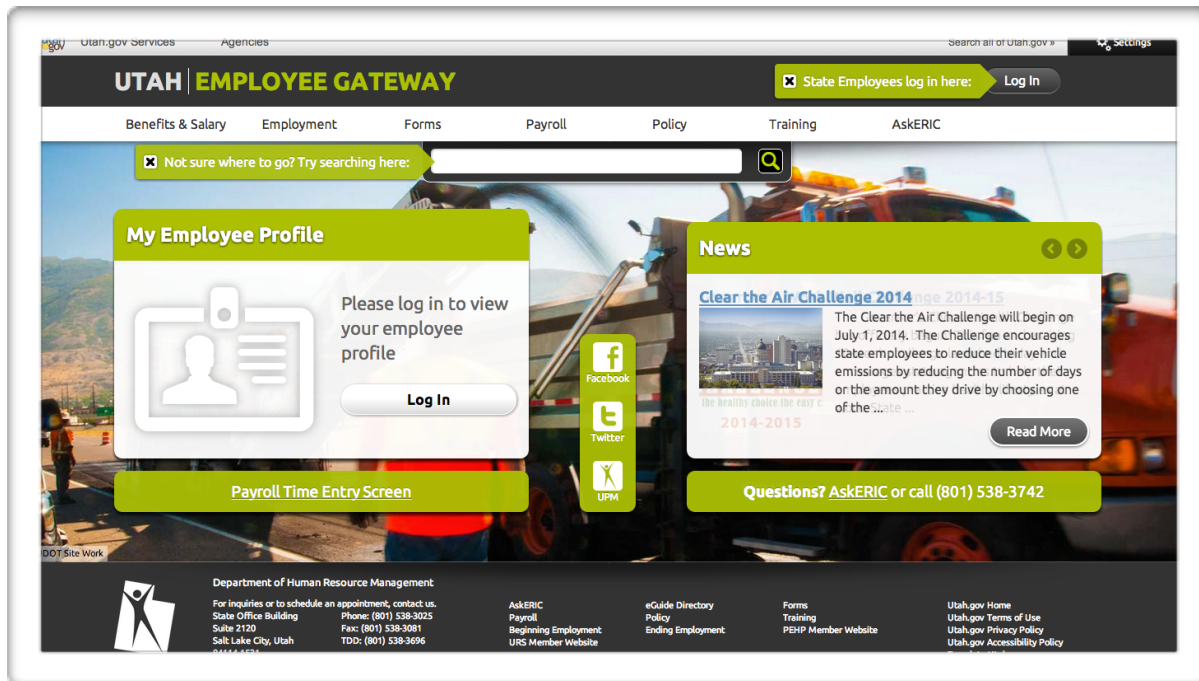 Utah.gov Services Agencies Search all of Utah.gov » Settings
UTAH EMPLOYEE GATEWAY
State Employees log in here: Log In
Benefits & Salary Employment Forms Payroll Policy Training AskERIC
Not sure where to go? Try searching here:
My Employee Profile
Please log in to view
your employee
profile
Log In
Payroll Time Entry Screen
Facebook
Twitter
UPM
News
Clear the Air Challenge 2014
The Clear the Air Challenge will begin on
July 1, 2014. The Challenge encourages
state employees to reduce their vehicle
emissions by reducing the number of days
or the amount they drive by choosing one
of the ...
the healthy choice the easy c
2014-2015
Read More
Questions? AskERIC or call (801) 538-3742
DOT Site Work
Department of Human Resource Management
For inquiries or to schedule an appointment, contact us.
State Office Building Phone: (801) 538-3025
Suite 2120 Fax: (801) 538-3081
Salt Lake City, Utah TDD: (801) 538-3696
AskERIC
Payroll
Beginning Employment
URS Member Website
eGuide Directory
Policy
Ending Employment
Forms
Training
PEHP Member Website
Utah.gov Home
Utah.gov Terms of Use
Utah.gov Privacy Policy
Utah.gov Accessibility Policy